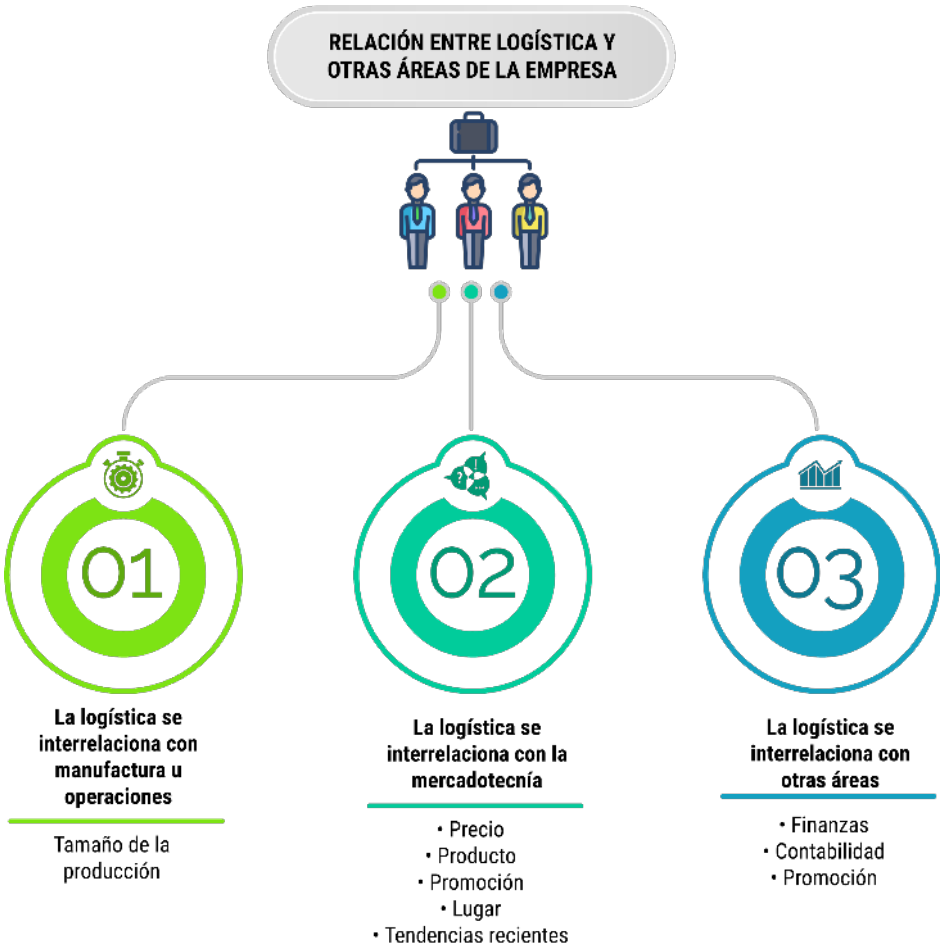 RELACIÓN ENTRE LOGÍSTICA Y
OTRAS ÁREAS DE LA EMPRESA
01
La logística se
interrelaciona con
manufactura u
operaciones
Tamaño de la
producción
02
La logística se
interrelaciona con la
mercadotecnía
• Precio
• Producto
• Promoción
• Lugar
• Tendencias recientes
03
La logística se
interrelaciona con
otras áreas
• Finanzas
• Contabilidad
• Promoción